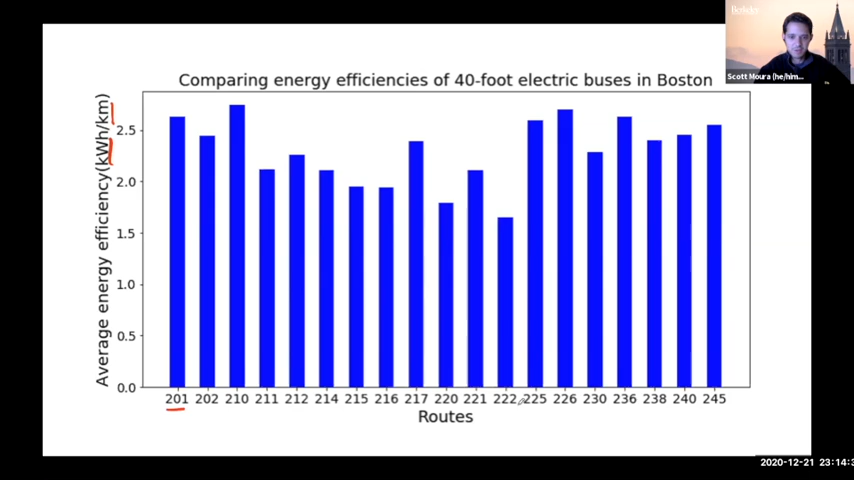 Berkeley
Scott Moura (he/him...
Comparing energy efficiencies of 40-foot electric buses in Boston
Average energy efficiency(kWh/km)
2.5
2.0
1.5
1.0
0.5
0.0
201 202 210 211 212 214 215 216 217 220 221 222 225 226 230 236 238 240 245
Routes
2020-12-21 23:14:3